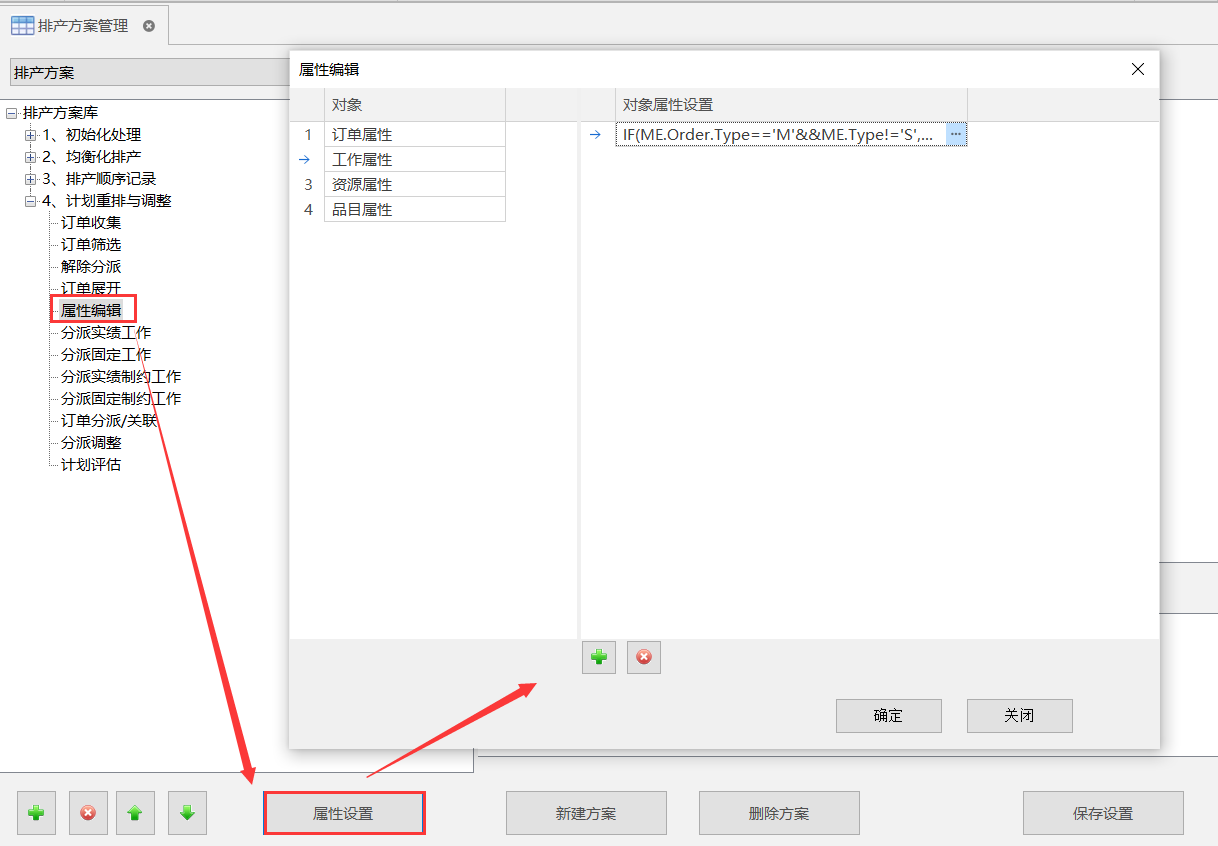 排产方案管理
排产方案
排产方案库
1、初始化处理
2、均衡化排产
3、排产顺序记录
4、计划重排与调整
订单收集
订单筛选
解除分派
订单展开
属性编辑
分派实绩工作
分派固定工作
分派实绩制约工作
分派固定制约工作
订单分派/关联
分派调整
计划评估
属性编辑
对象
1 订单属性
工作属性
3 资源属性
4 品目属性
对象属性设置
IF(ME.Order.Type=='M'&&ME.Type!='S',...
确定
关闭
属性设置
新建方案
删除方案
保存设置